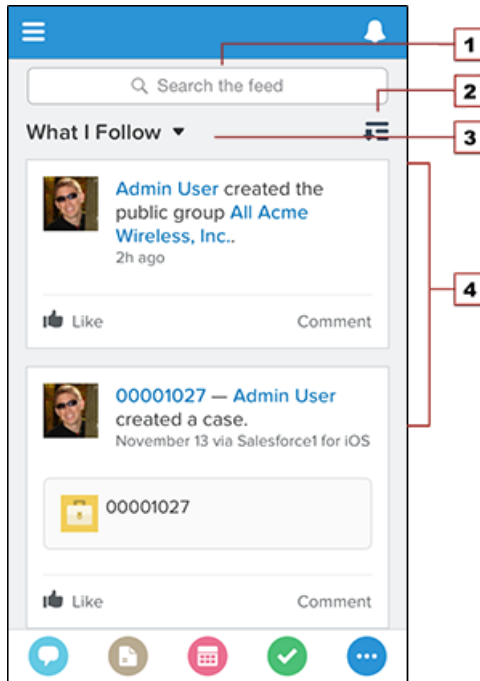 1
Search the feed
2
What I Follow
3
Admin User created the
public group All Acme
Wireless, Inc..
2h ago
4
Like Comment
00001027 — Admin User
created a case.
November 13 via Salesforce1 for iOS
00001027
Like Comment